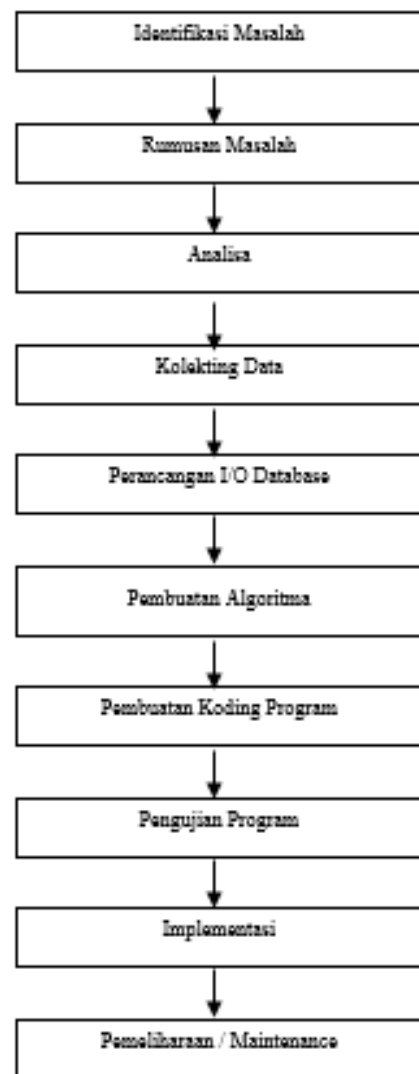 Identifikasi Masalah
Rumusan Masalah
Analisa
Kolekting Data
Perancangan I/O Database
Pembuatan Algoritma
Pembuatan Koding Program
Pengujian Program
Implementasi
Pemeliharaan / Maintenance